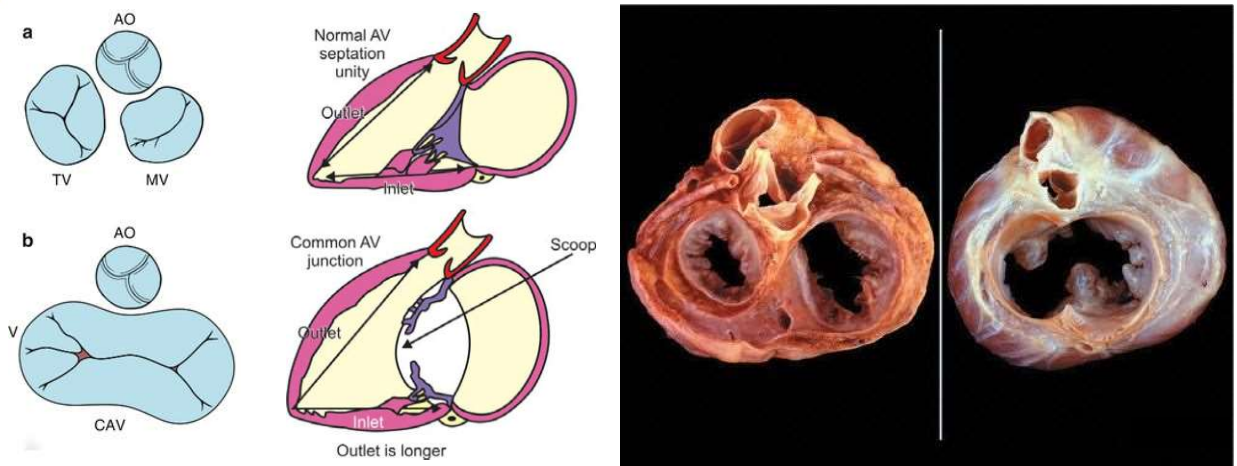 a
AO
TV
MV
Normal AV
septation
unity
Outlet
Inlet
b
AO
V
CAV
Common AV
junction
Scoop
Outlet
Inlet
Outlet is longer